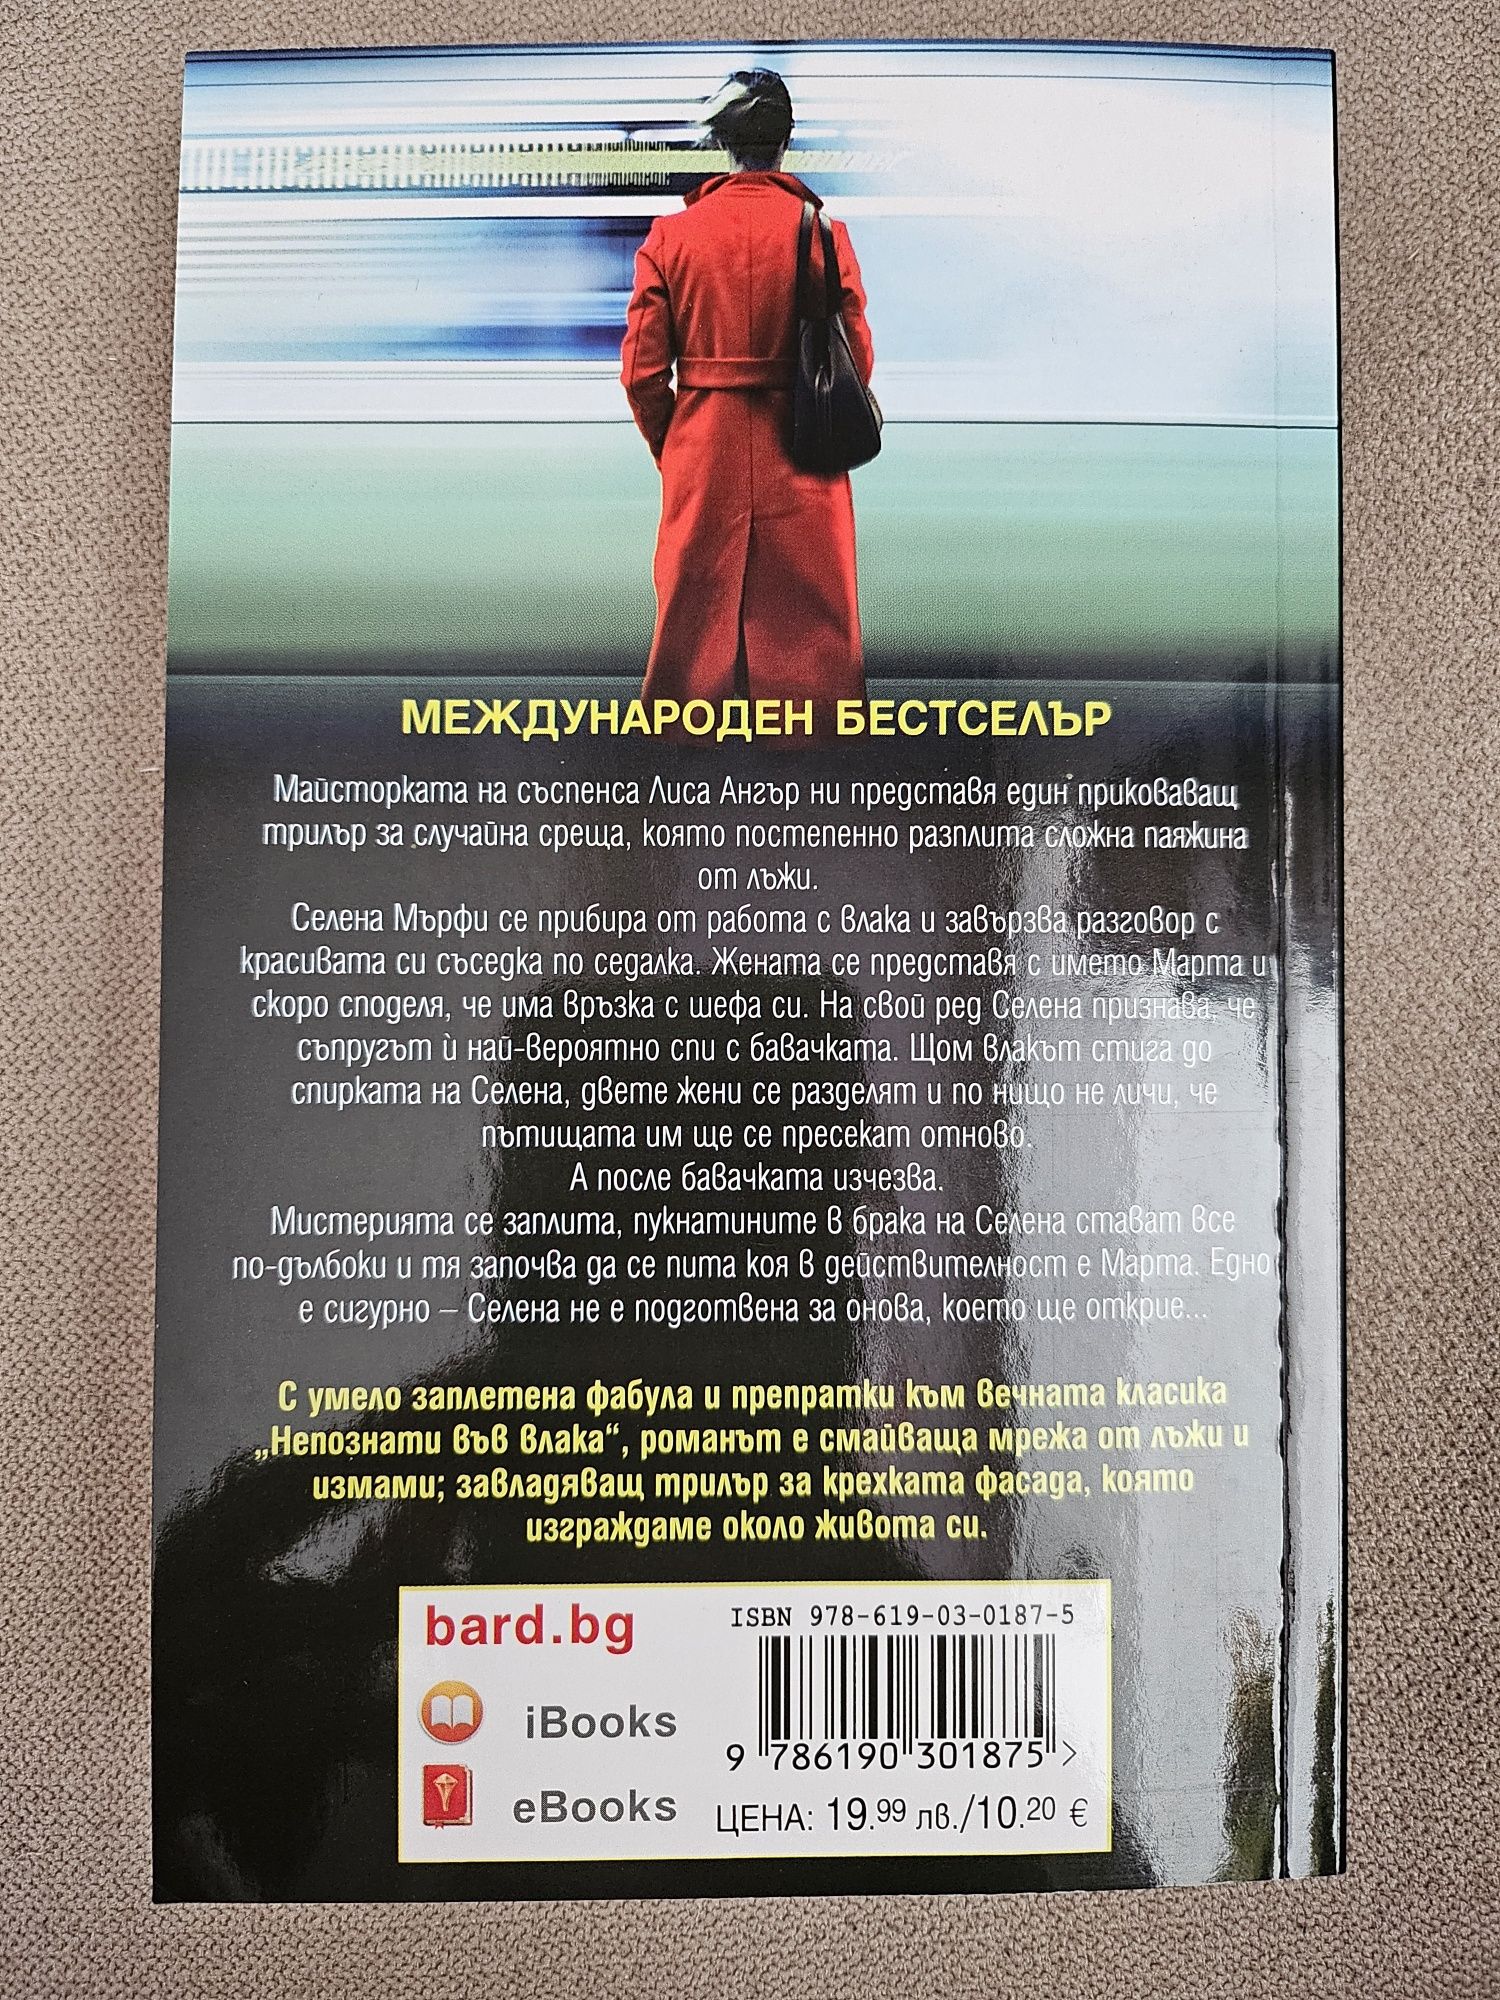 МЕЖДУНАРОДЕН БЕСТСЕЛЪР
Майсторката на съспенса Лиса Ангър ни представя един приковаващ
трилър за случайна среща, която постепенно разплита сложна паяжина
от лъжи.
Селена Мърфи се прибира от работа с влака и завързва разговор с
красивата си съседка по седалка. Жената се представя с името Марта и
скоро споделя, че има връзка с шефа си. На свой ред Селена признава, че
съпругът ѝ най-вероятно спи с бавачката. Щом влакът стига до
спирката на Селена, двете жени се разделят и по нищо не личи, че
пътищата им ще се пресекат отново.
А после бавачката изчезва.
Мистерията се заплита, пукнатините в брака на Селена стават все
по-дълбоки и тя започва да се пита коя в действителност е Марта. Едно
е сигурно – Селена не е подготвена за онова, което ще открие...
С умело заплетена фабула и препратки към вечната класика
„Непознати във влака“, романът е смайваща мрежа от лъжи и
измами; завладяващ трилър за крехката фасада, която
изграждаме около живота си.
bard.bg
iBooks
eBooks
ISBN 978-619-03-0187-5
9 786190 301875 >
ЦЕНА: 19.99 лв./10.20 €